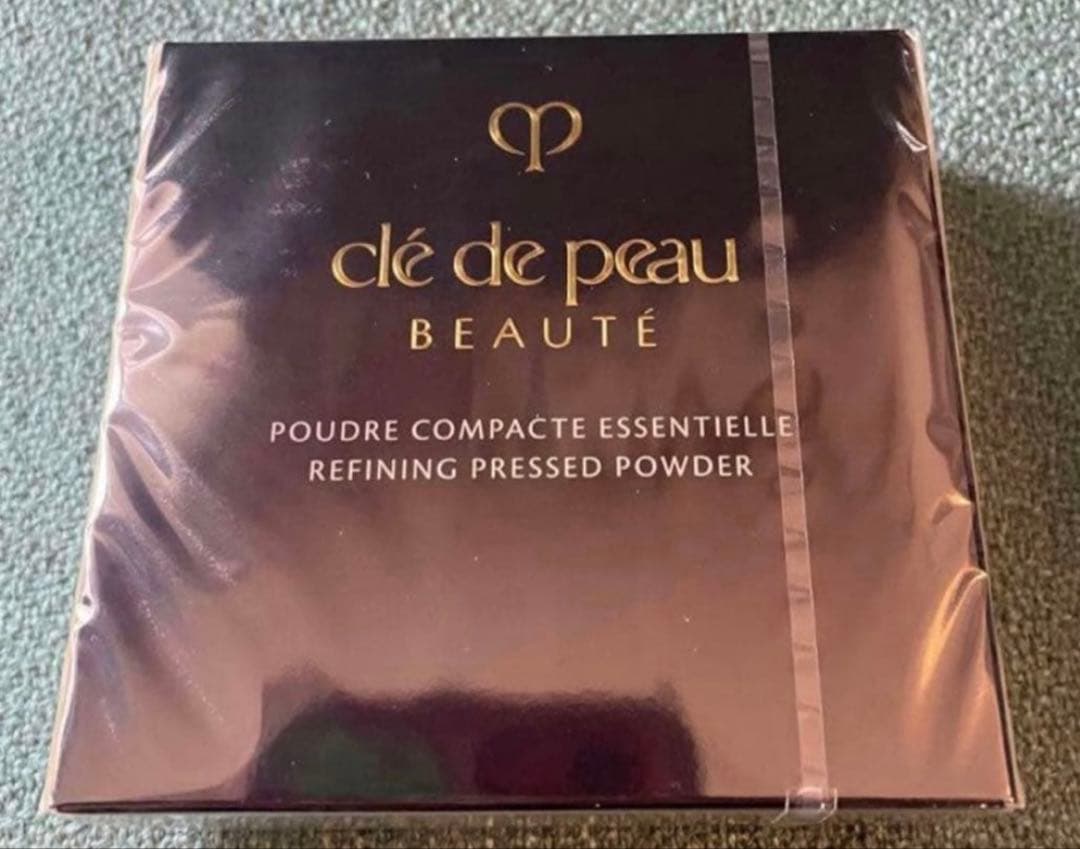 clé de peau
BEAUTÉ
POUDRE COMPACTE ESSENTIELLE
REFINING PRESSED POWDER